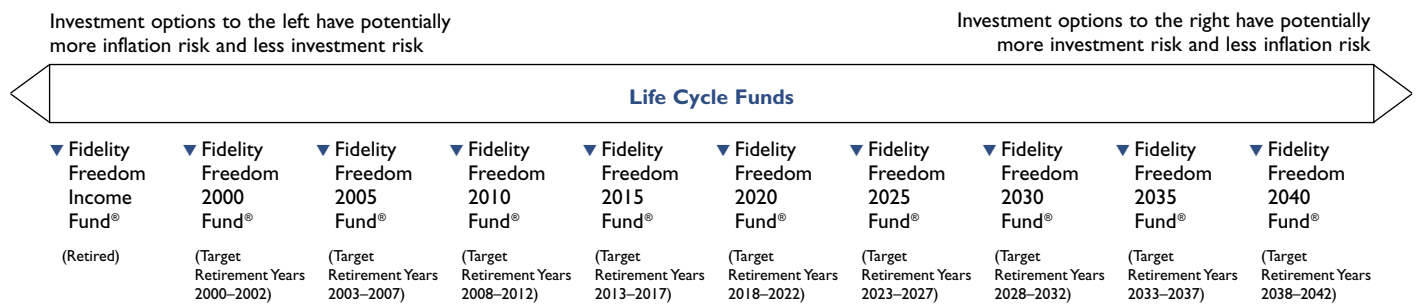 Investment options to the left have potentially
more inflation risk and less investment risk
Investment options to the right have potentially
more investment risk and less inflation risk
Life Cycle Funds
▼ Fidelity
Freedom
Income
Fund®
(Retired)
▼ Fidelity
Freedom
2000
Fund®
(Target
Retirement Years
2000–2002)
▼ Fidelity
Freedom
2005
Fund®
(Target
Retirement Years
2003–2007)
▼ Fidelity
Freedom
2010
Fund®
(Target
Retirement Years
2008–2012)
▼ Fidelity
Freedom
2015
Fund®
(Target
Retirement Years
2013–2017)
▼ Fidelity
Freedom
2020
Fund®
(Target
Retirement Years
2018–2022)
▼ Fidelity
Freedom
2025
Fund®
(Target
Retirement Years
2023–2027)
▼ Fidelity
Freedom
2030
Fund®
(Target
Retirement Years
2028–2032)
▼ Fidelity
Freedom
2035
Fund®
(Target
Retirement Years
2033–2037)
▼ Fidelity
Freedom
2040
Fund®
(Target
Retirement Years
2038–2042)